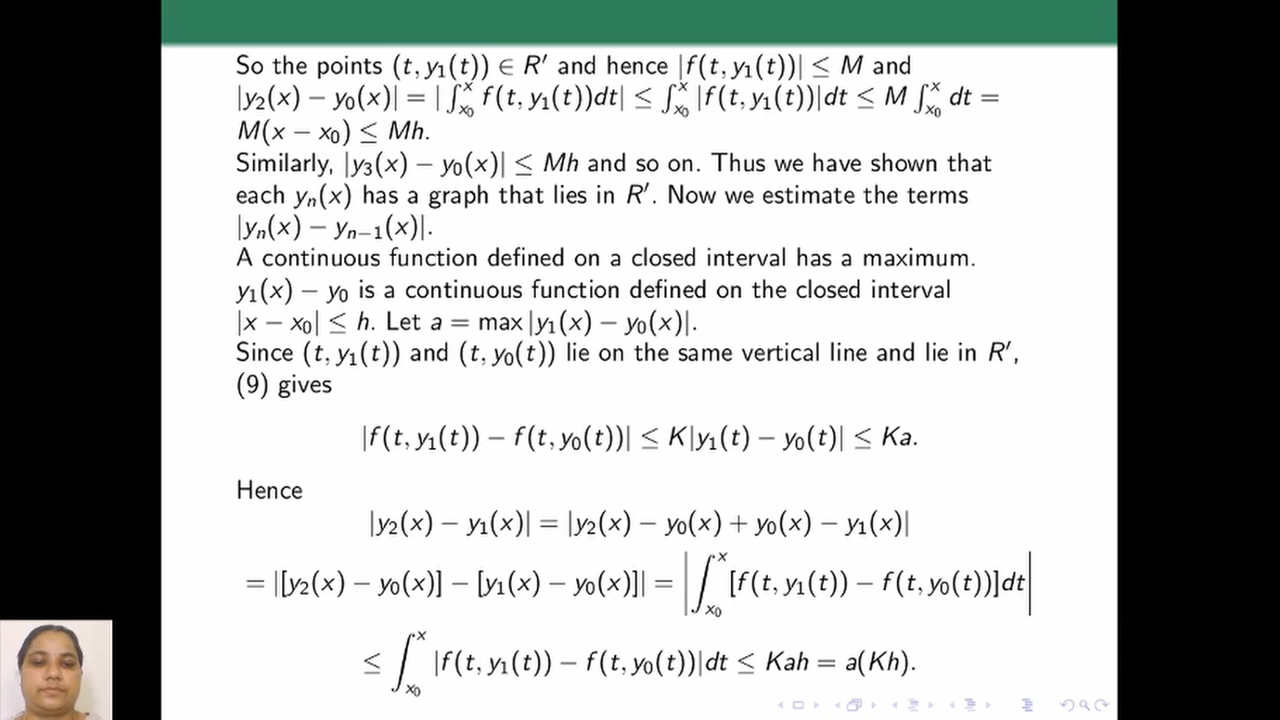 So the points (t, y₁(t)) ∈ R′ and hence |f(t, y₁(t))| ≤ M and
|y₂(x) − y₀(x)| = |∫ₓ₀ˣ f(t, y₁(t))dt| ≤ ∫ₓ₀ˣ |f(t, y₁(t))|dt ≤ M ∫ₓ₀ˣ dt =
M(x − x₀) ≤ Mh.
Similarly, |y₃(x) − y₀(x)| ≤ Mh and so on. Thus we have shown that
each yₙ(x) has a graph that lies in R′. Now we estimate the terms
|yₙ(x) − yₙ₋₁(x)|.
A continuous function defined on a closed interval has a maximum.
y₁(x) − y₀ is a continuous function defined on the closed interval
|x − x₀| ≤ h. Let a = max |y₁(x) − y₀(x)|.
Since (t, y₁(t)) and (t, y₀(t)) lie on the same vertical line and lie in R′,
(9) gives
|f(t, y₁(t)) − f(t, y₀(t))| ≤ K|y₁(t) − y₀(t)| ≤ Ka.
Hence
|y₂(x) − y₁(x)| = |y₂(x) − y₀(x) + y₀(x) − y₁(x)|
= |[y₂(x) − y₀(x)] − [y₁(x) − y₀(x)]| = |∫ₓ₀ˣ [f(t, y₁(t)) − f(t, y₀(t))]dt|
≤ ∫ₓ₀ˣ |f(t, y₁(t)) − f(t, y₀(t))|dt ≤ Kah = a(Kh).